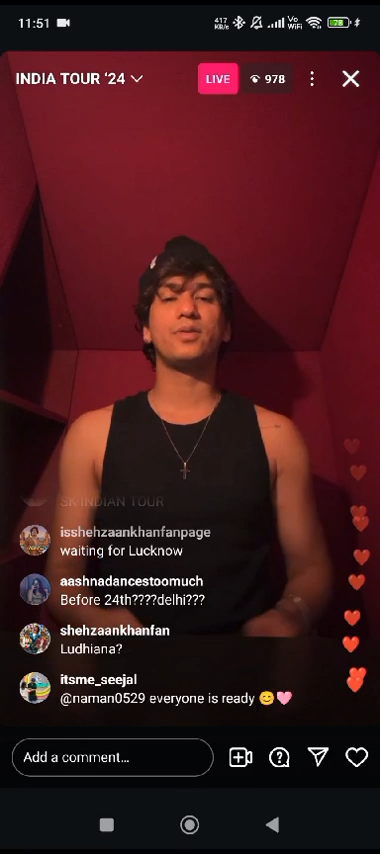 11:51
417
KB/s
Vo
WiFi
78
INDIA TOUR '24
LIVE
978
SK INDIAN TOUR
isshehzaankhanfanpage
waiting for Lucknow
aashnadancestoomuch
Before 24th????delhi???
shehzaankhanfan
Ludhiana?
itsme_seejal
@naman0529 everyone is ready 😊🩷
Add a comment...